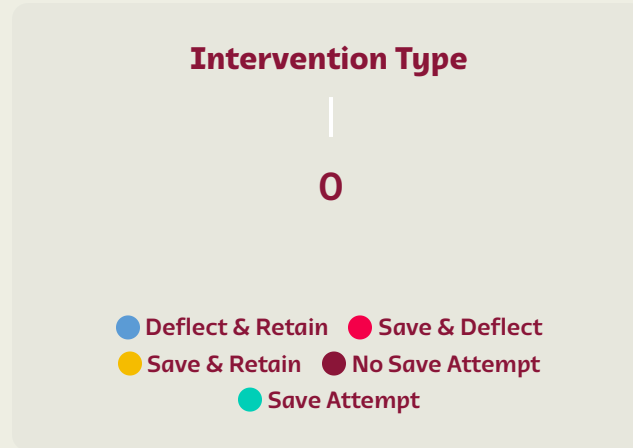 Intervention Type
0
Deflect & Retain Save & Deflect
Save & Retain No Save Attempt
Save Attempt